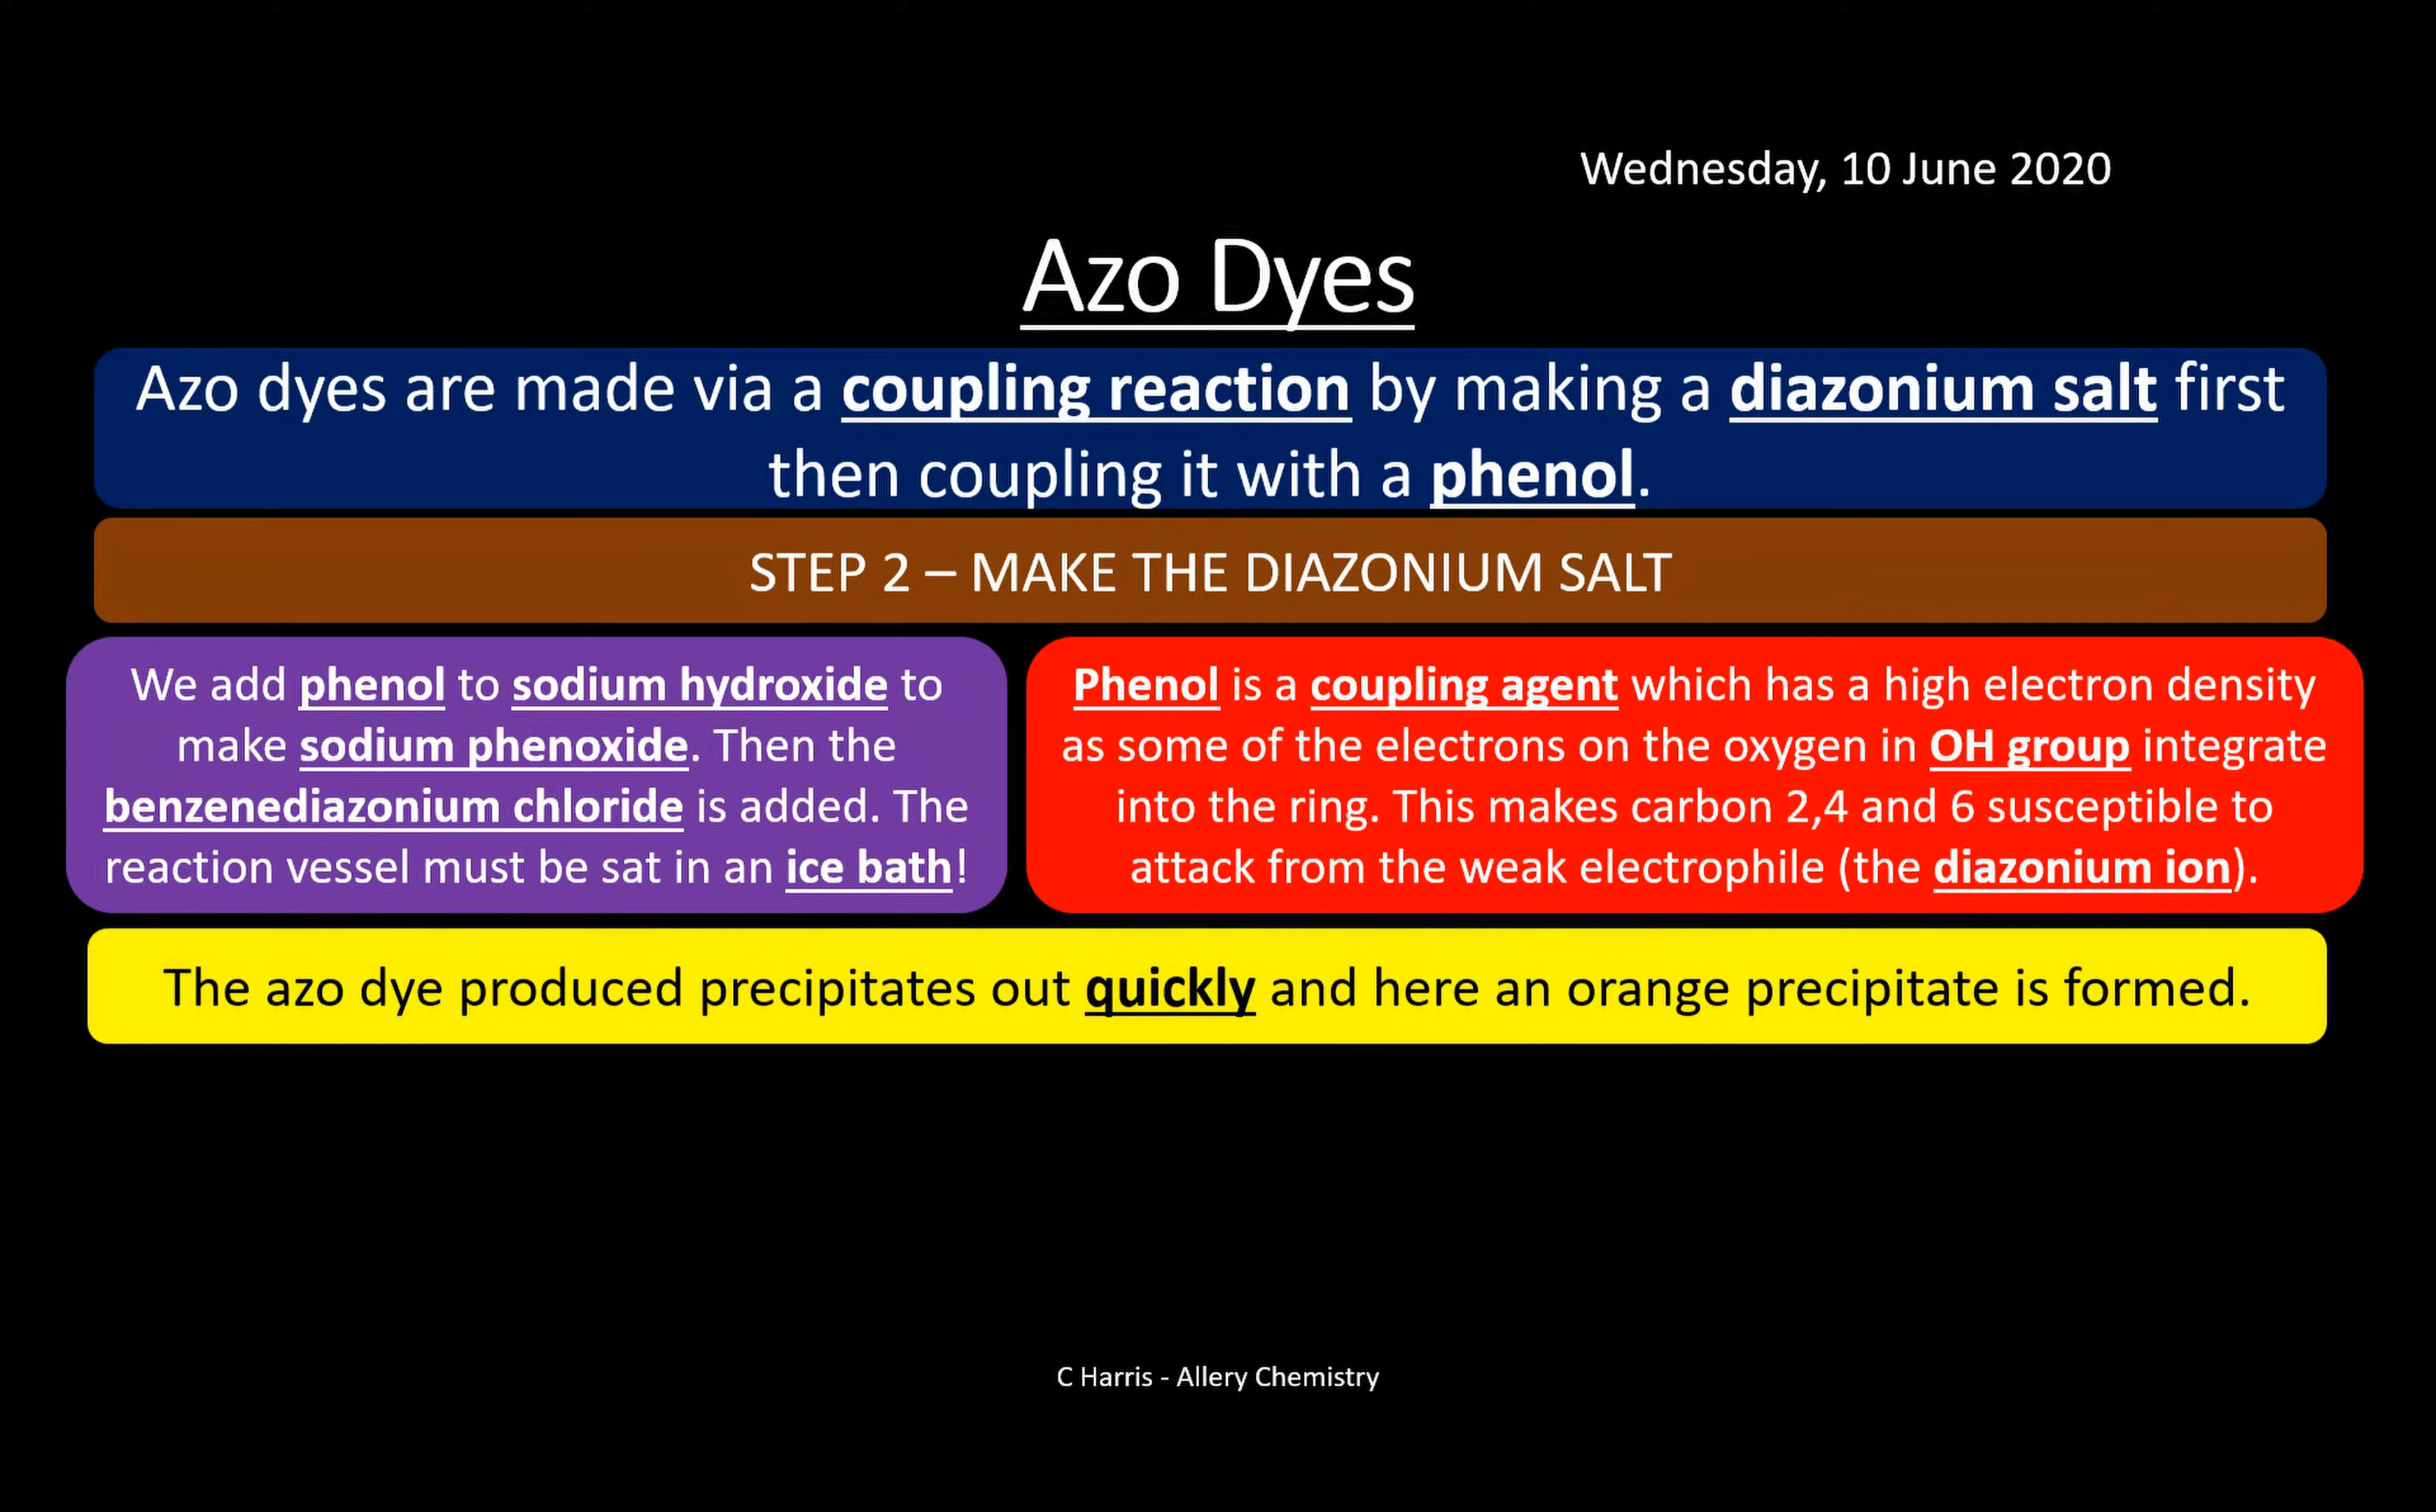 Wednesday, 10 June 2020
Azo Dyes
Azo dyes are made via a coupling reaction by making a diazonium salt first
then coupling it with a phenol.
STEP 2 – MAKE THE DIAZONIUM SALT
We add phenol to sodium hydroxide to
make sodium phenoxide. Then the
benzenediazonium chloride is added. The
reaction vessel must be sat in an ice bath!
Phenol is a coupling agent which has a high electron density
as some of the electrons on the oxygen in OH group integrate
into the ring. This makes carbon 2,4 and 6 susceptible to
attack from the weak electrophile (the diazonium ion).
The azo dye produced precipitates out quickly and here an orange precipitate is formed.
C Harris - Allery Chemistry